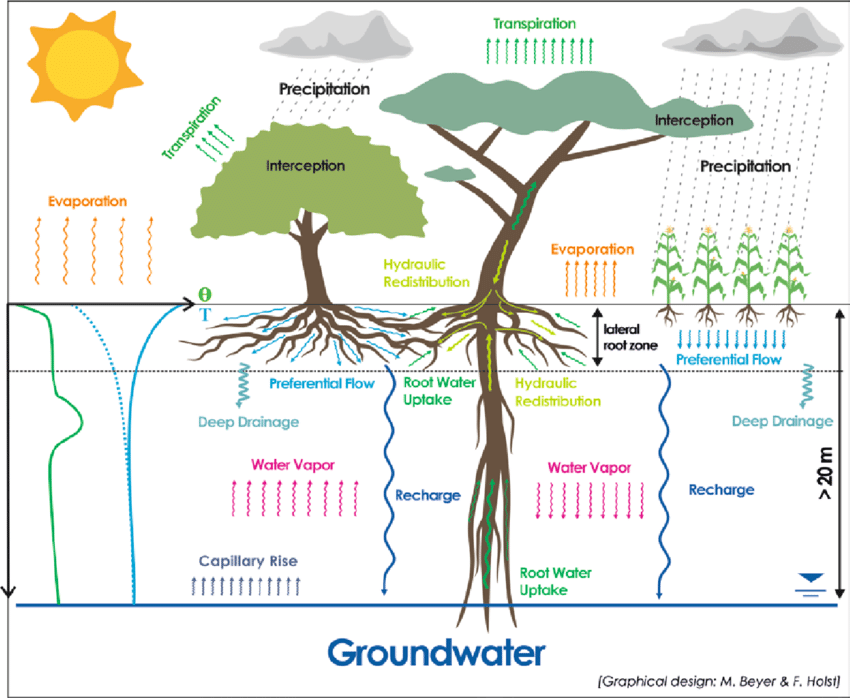 Transpiration
Precipitation
Transpiration
Interception
Interception
Precipitation
Evaporation
Hydraulic
Redistribution
Evaporation
θ
T
lateral
root zone
Preferential Flow
Preferential Flow
Root Water
Uptake
Hydraulic
Redistribution
Deep Drainage
Deep Drainage
Water Vapor
Water Vapor
Recharge
Recharge
> 20 m
Capillary Rise
Root Water
Uptake
Groundwater
[Graphical design: M. Beyer & F. Holst]